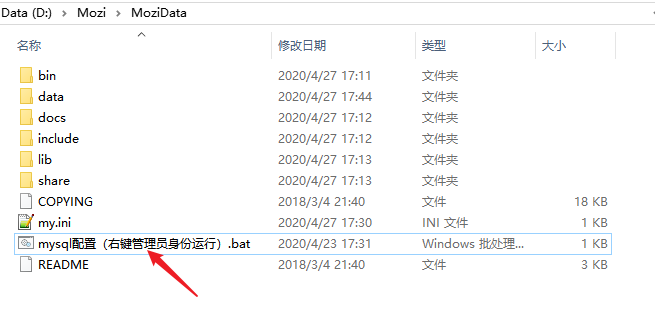 Data (D:) > Mozi > MoziData
名称 修改日期 类型 大小
bin 2020/4/27 17:11 文件夹
data 2020/4/27 17:44 文件夹
docs 2020/4/27 17:12 文件夹
include 2020/4/27 17:12 文件夹
lib 2020/4/27 17:13 文件夹
share 2020/4/27 17:13 文件夹
COPYING 2018/3/4 21:40 文件 18 KB
my.ini 2020/4/27 17:30 INI 文件 1 KB
mysql配置（右键管理员身份运行）.bat 2020/4/23 17:31 Windows 批处理... 1 KB
README 2018/3/4 21:40 文件 3 KB